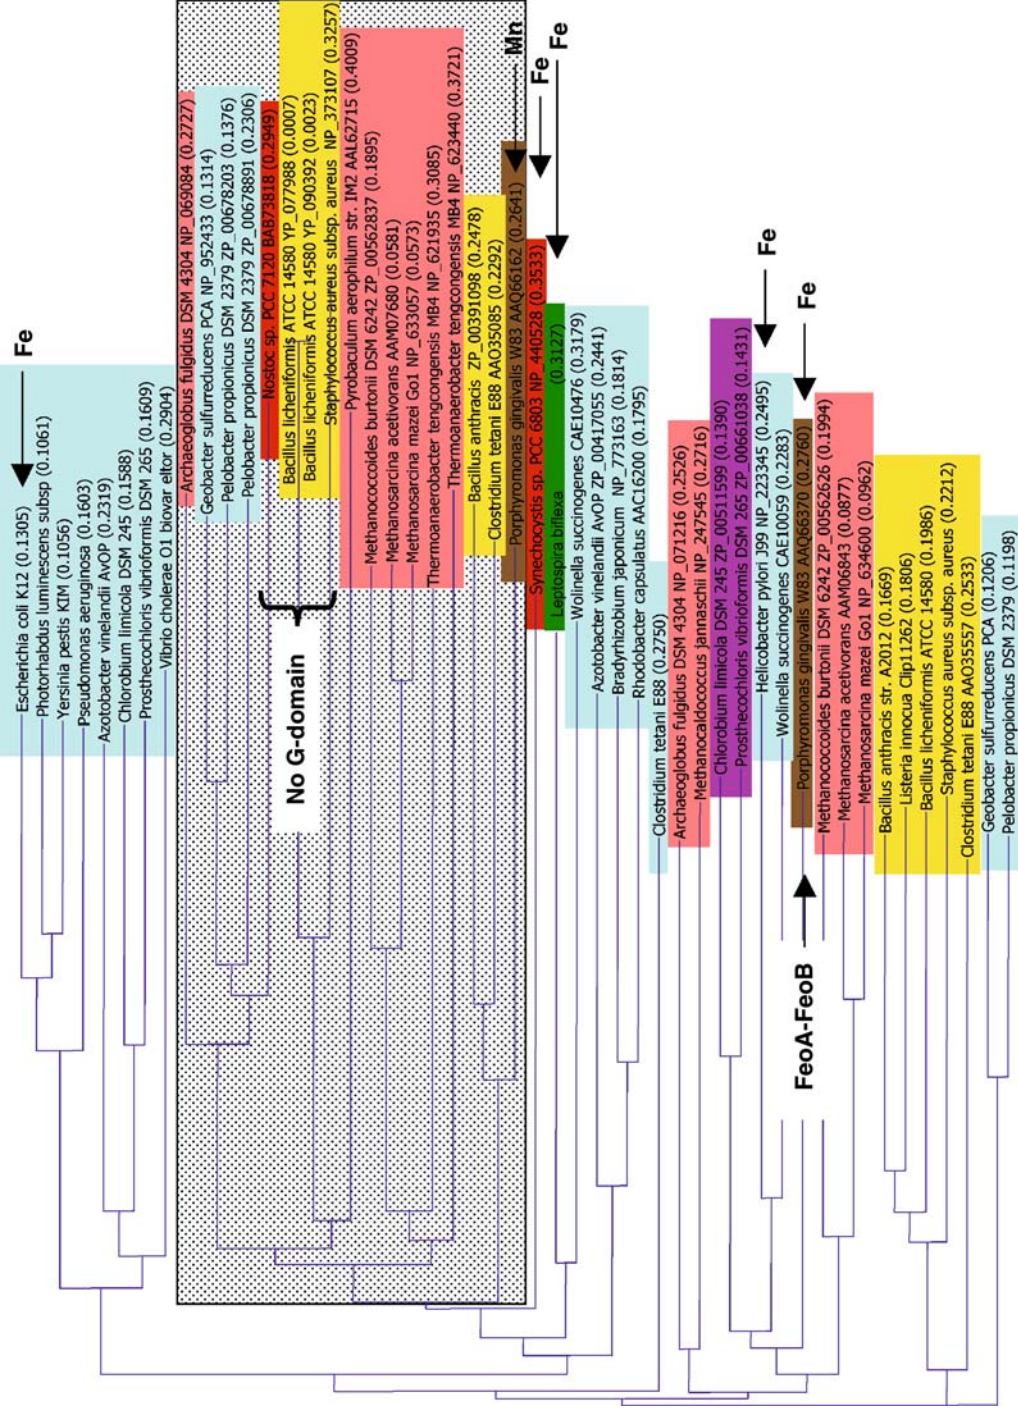 Fe
Escherichia coli K12 (0.1305)
Photorhabdus luminescens subsp (0.1061)
Yersinia pestis KIM (0.1056)
Pseudomonas aeruginosa (0.1603)
Azotobacter vinelandii AvOP (0.2319)
Chlorobium limicola DSM 245 (0.1588)
Prosthecochloris vibrioformis DSM 265 (0.1609)
Vibrio cholerae O1 biovar eltor (0.2904)
Archaeoglobus fulgidus DSM 4304 NP_069084 (0.2727)
Geobacter sulfurreducens PCA NP_952433 (0.1314)
Pelobacter propionicus DSM 2379 ZP_00678203 (0.1376)
Pelobacter propionicus DSM 2379 ZP_00678891 (0.2306)
Nostoc sp. PCC 7120 BAB73818 (0.2949)
Bacillus licheniformis ATCC 14580 YP_077988 (0.0007)
Bacillus licheniformis ATCC 14580 YP_090392 (0.0023)
Staphylococcus aureus subsp. aureus NP_373107 (0.3257)
No G-domain
Pyrobaculum aerophilum str. IM2 AAL62715 (0.4009)
Methanococcoides burtonii DSM 6242 ZP_00562837 (0.1895)
Methanosarcina acetivorans AAM07680 (0.0581)
Methanosarcina mazei Go1 NP_633057 (0.0573)
Thermoanaerobacter tengcongensis MB4 NP_621935 (0.3085)
Thermoanaerobacter tengcongensis MB4 NP_623440 (0.3721)
Bacillus anthracis ZP_00391098 (0.2478)
Clostridium tetani E88 AAO35085 (0.2292)
Mn
Porphyromonas gingivalis W83 AAQ66162 (0.2641)
Fe
Synechocystis sp. PCC 6803 NP_440528 (0.3533)
Fe
Leptospira biflexa (0.3127)
Wolinella succinogenes CAE10476 (0.3179)
Azotobacter vinelandii AvOP ZP_00417055 (0.2441)
Bradyrhizobium japonicum NP_773163 (0.1814)
Rhodobacter capsulatus AAC16200 (0.1795)
Clostridium tetani E88 (0.2750)
Archaeoglobus fulgidus DSM 4304 NP_071216 (0.2526)
Methanocaldococcus jannaschii NP_247545 (0.2716)
Chlorobium limicola DSM 245 ZP_00511599 (0.1390)
Prosthecochloris vibrioformis DSM 265 ZP_00661038 (0.1431)
Fe
Helicobacter pylori J99 NP_223345 (0.2495)
Wolinella succinogenes CAE10059 (0.2283)
Fe
Porphyromonas gingivalis W83 AAQ66370 (0.2760)
FeoA-FeoB
Methanococcoides burtonii DSM 6242 ZP_00562626 (0.1994)
Methanosarcina acetivorans AAM06843 (0.0877)
Methanosarcina mazei Go1 NP_634600 (0.0962)
Bacillus anthracis str. A2012 (0.1669)
Listeria innocua Clip11262 (0.1806)
Bacillus licheniformis ATCC 14580 (0.1986)
Staphylococcus aureus subsp. aureus (0.2212)
Clostridium tetani E88 AAO35557 (0.2533)
Geobacter sulfurreducens PCA (0.1206)
Pelobacter propionicus DSM 2379 (0.1198)